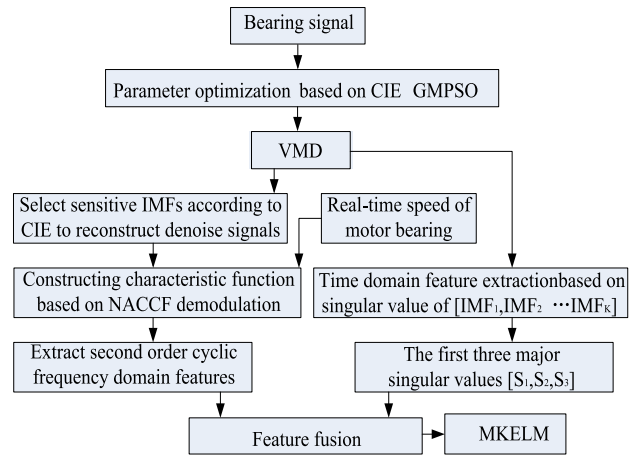 Bearing signal
Parameter optimization based on CIE GMPSO
VMD
Select sensitive IMFs according to
CIE to reconstruct denoise signals
Real-time speed of
motor bearing
Constructing characteristic function
based on NACCF demodulation
Time domain feature extractionbased on
singular value of [IMF₁,IMF₂ ···IMFₖ]
Extract second order cyclic
frequency domain features
The first three major
singular values [S₁,S₂,S₃]
Feature fusion
MKELM